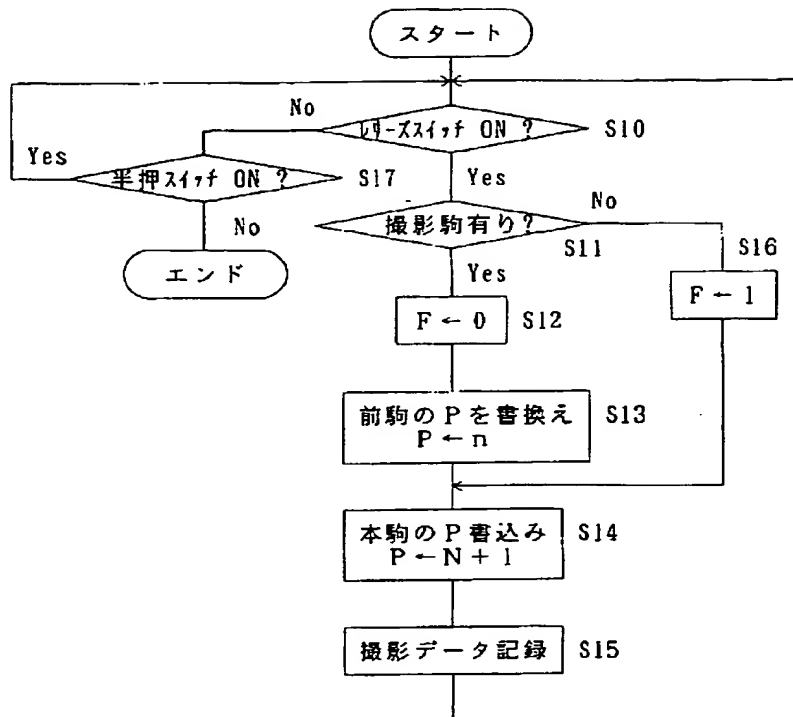 スタート
No
レリーズスイッチ ON ?
S10
Yes
半押スイッチ ON ?
S17
Yes
No
撮影駒有り?
No
S11
S16
エンド
Yes
F ← 0
S12
F ← 1
前駒のPを書換え
P ← n
S13
本駒のP書込み
P ← N + 1
S14
撮影データ記録
S15